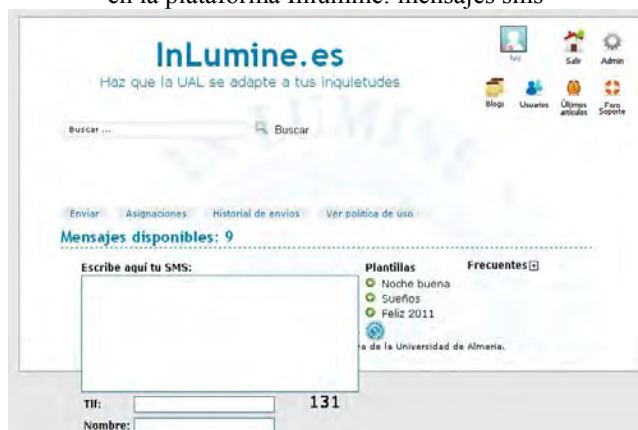 en la plataforma Inlumine: mensajes sms
InLumine.es
Haz que la UAL se adapte a tus inquietudes
Salir
Admin
Blogs
Usuarios
Últimos artículos
Foro Soporte
Buscar ...
Buscar
Enviar
Asignaciones
Historial de envios
Ver política de uso
Mensajes disponibles: 9
Escribe aquí tu SMS:
Plantillas
Frecuentes
Noche buena
Sueños
Feliz 2011
a de la Universidad de Almería.
Tlf:
131
Nombre: